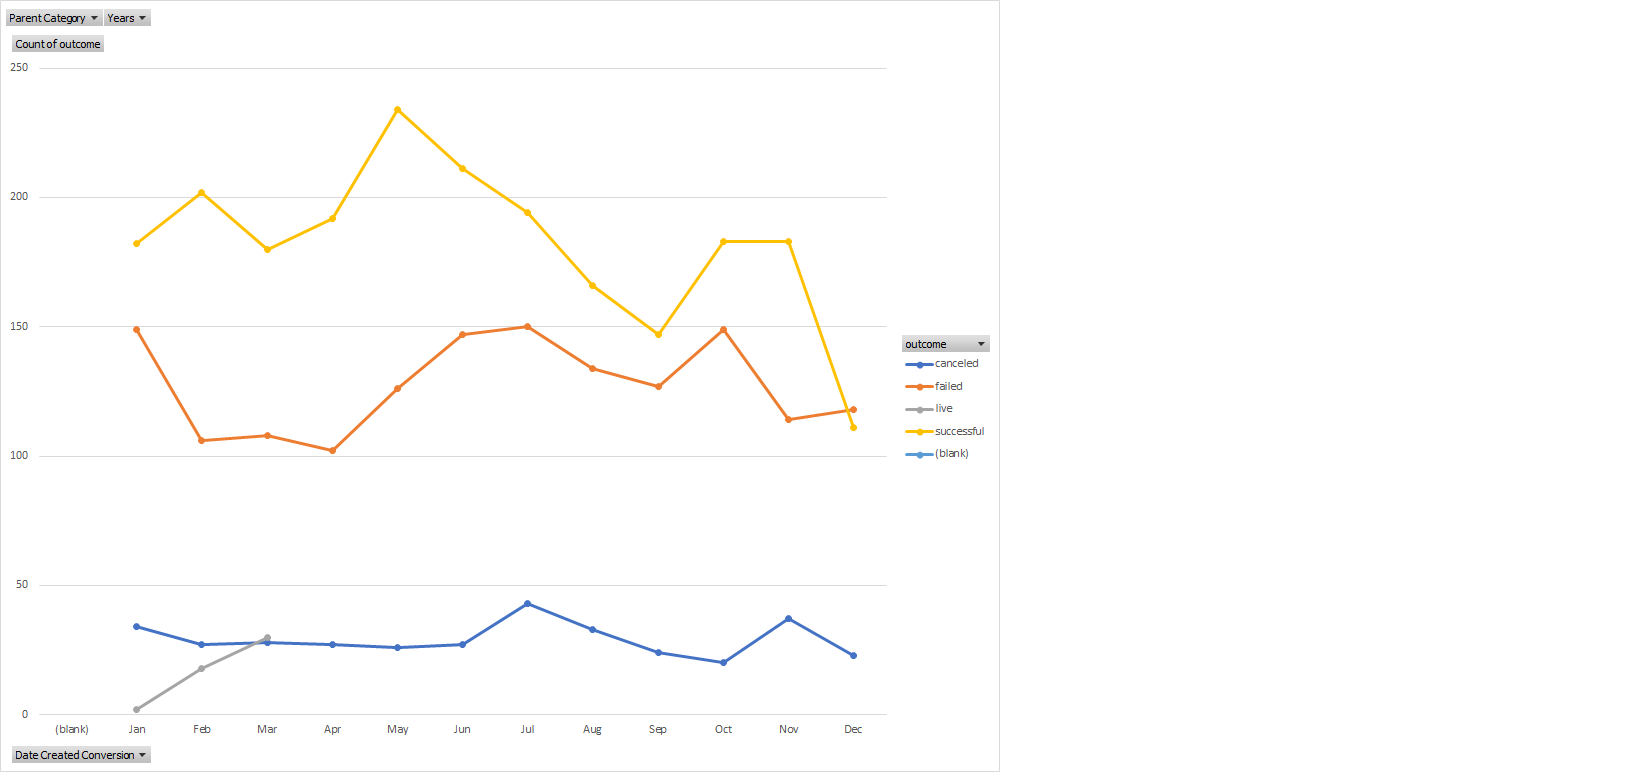 Parent Category Years
Count of outcome
250
200
150
100
50
0
(blank) Jan Feb Mar Apr May Jun Jul Aug Sep Oct Nov Dec
outcome
canceled
failed
live
successful
(blank)
Date Created Conversion